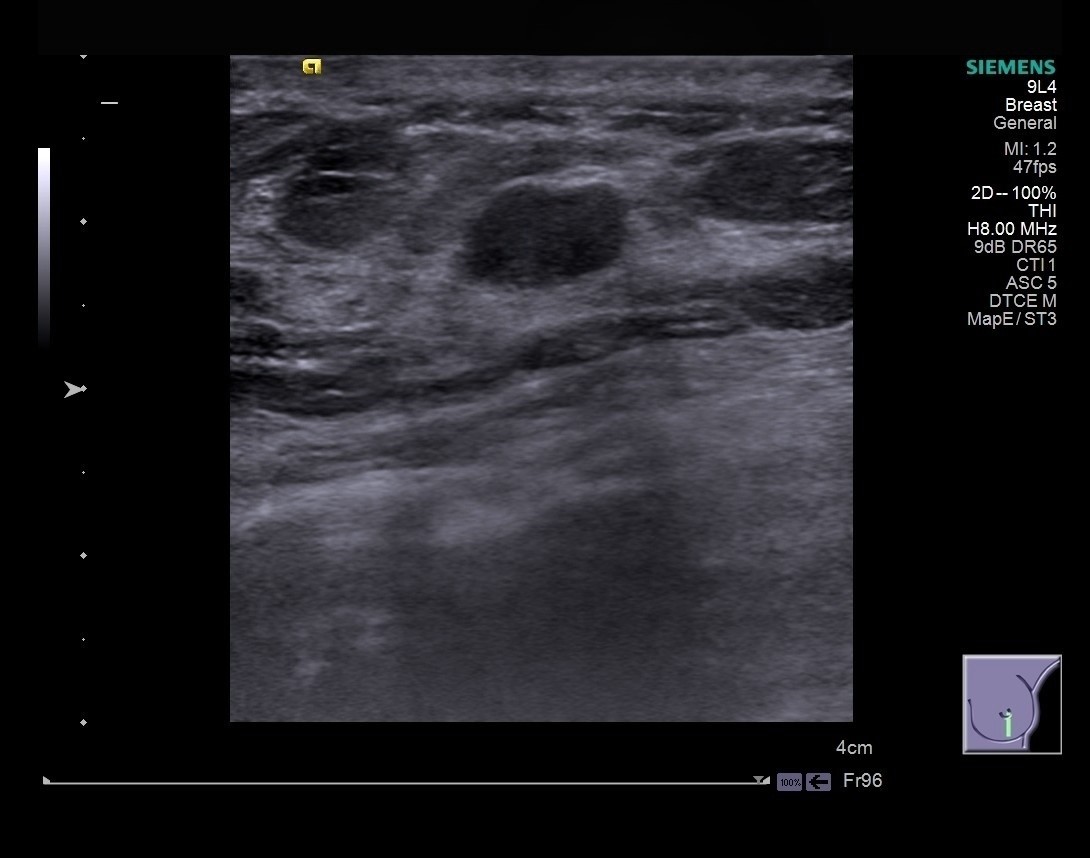 SIEMENS
9L4
Breast
General
MI: 1.2
47fps
2D--100%
THI
H8.00 MHz
9dB DR65
CTI 1
ASC 5
DTCE M
MapE / ST3
4cm
100%
Fr96